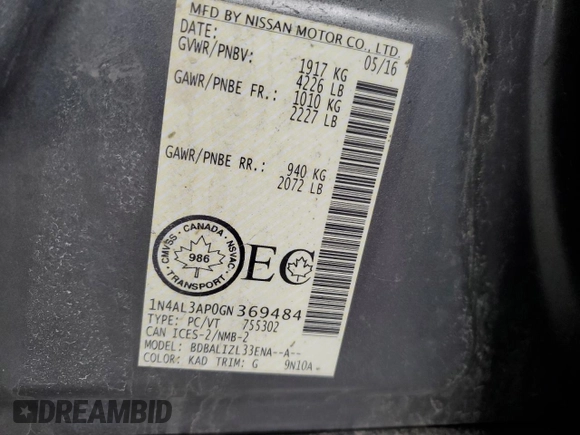 MFD BY NISSAN MOTOR CO., LTD.
DATE: 05/16
GVWR/PNBV: 1917 KG
4226 LB
GAWR/PNBE FR.: 1010 KG
2227 LB
GAWR/PNBE RR.: 940 KG
2072 LB
CMVSS · CANADA · NSVAC · TRANSPORT ·
986
EC
1N4AL3AP0GN369484
TYPE: PC/VT 755302
CAN ICES-2/NMB-2
MODEL: BDBALIZL33ENA--A--
COLOR: KAD TRIM: G 9N10A
DREAMBID